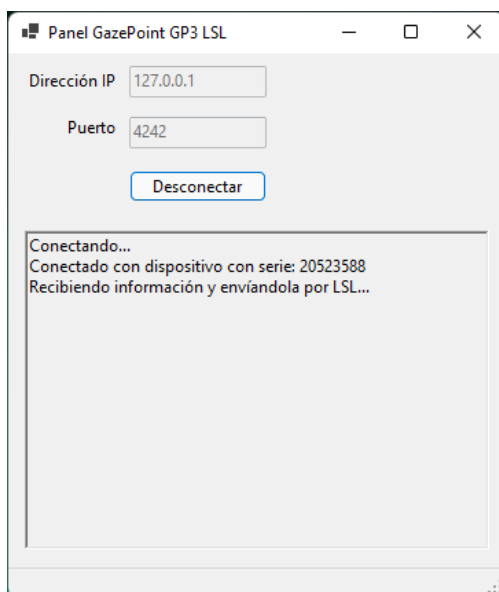 Panel GazePoint GP3 LSL
Dirección IP 127.0.0.1
Puerto 4242
Desconectar
Conectando...
Conectado con dispositivo con serie: 20523588
Recibiendo información y envíandola por LSL...